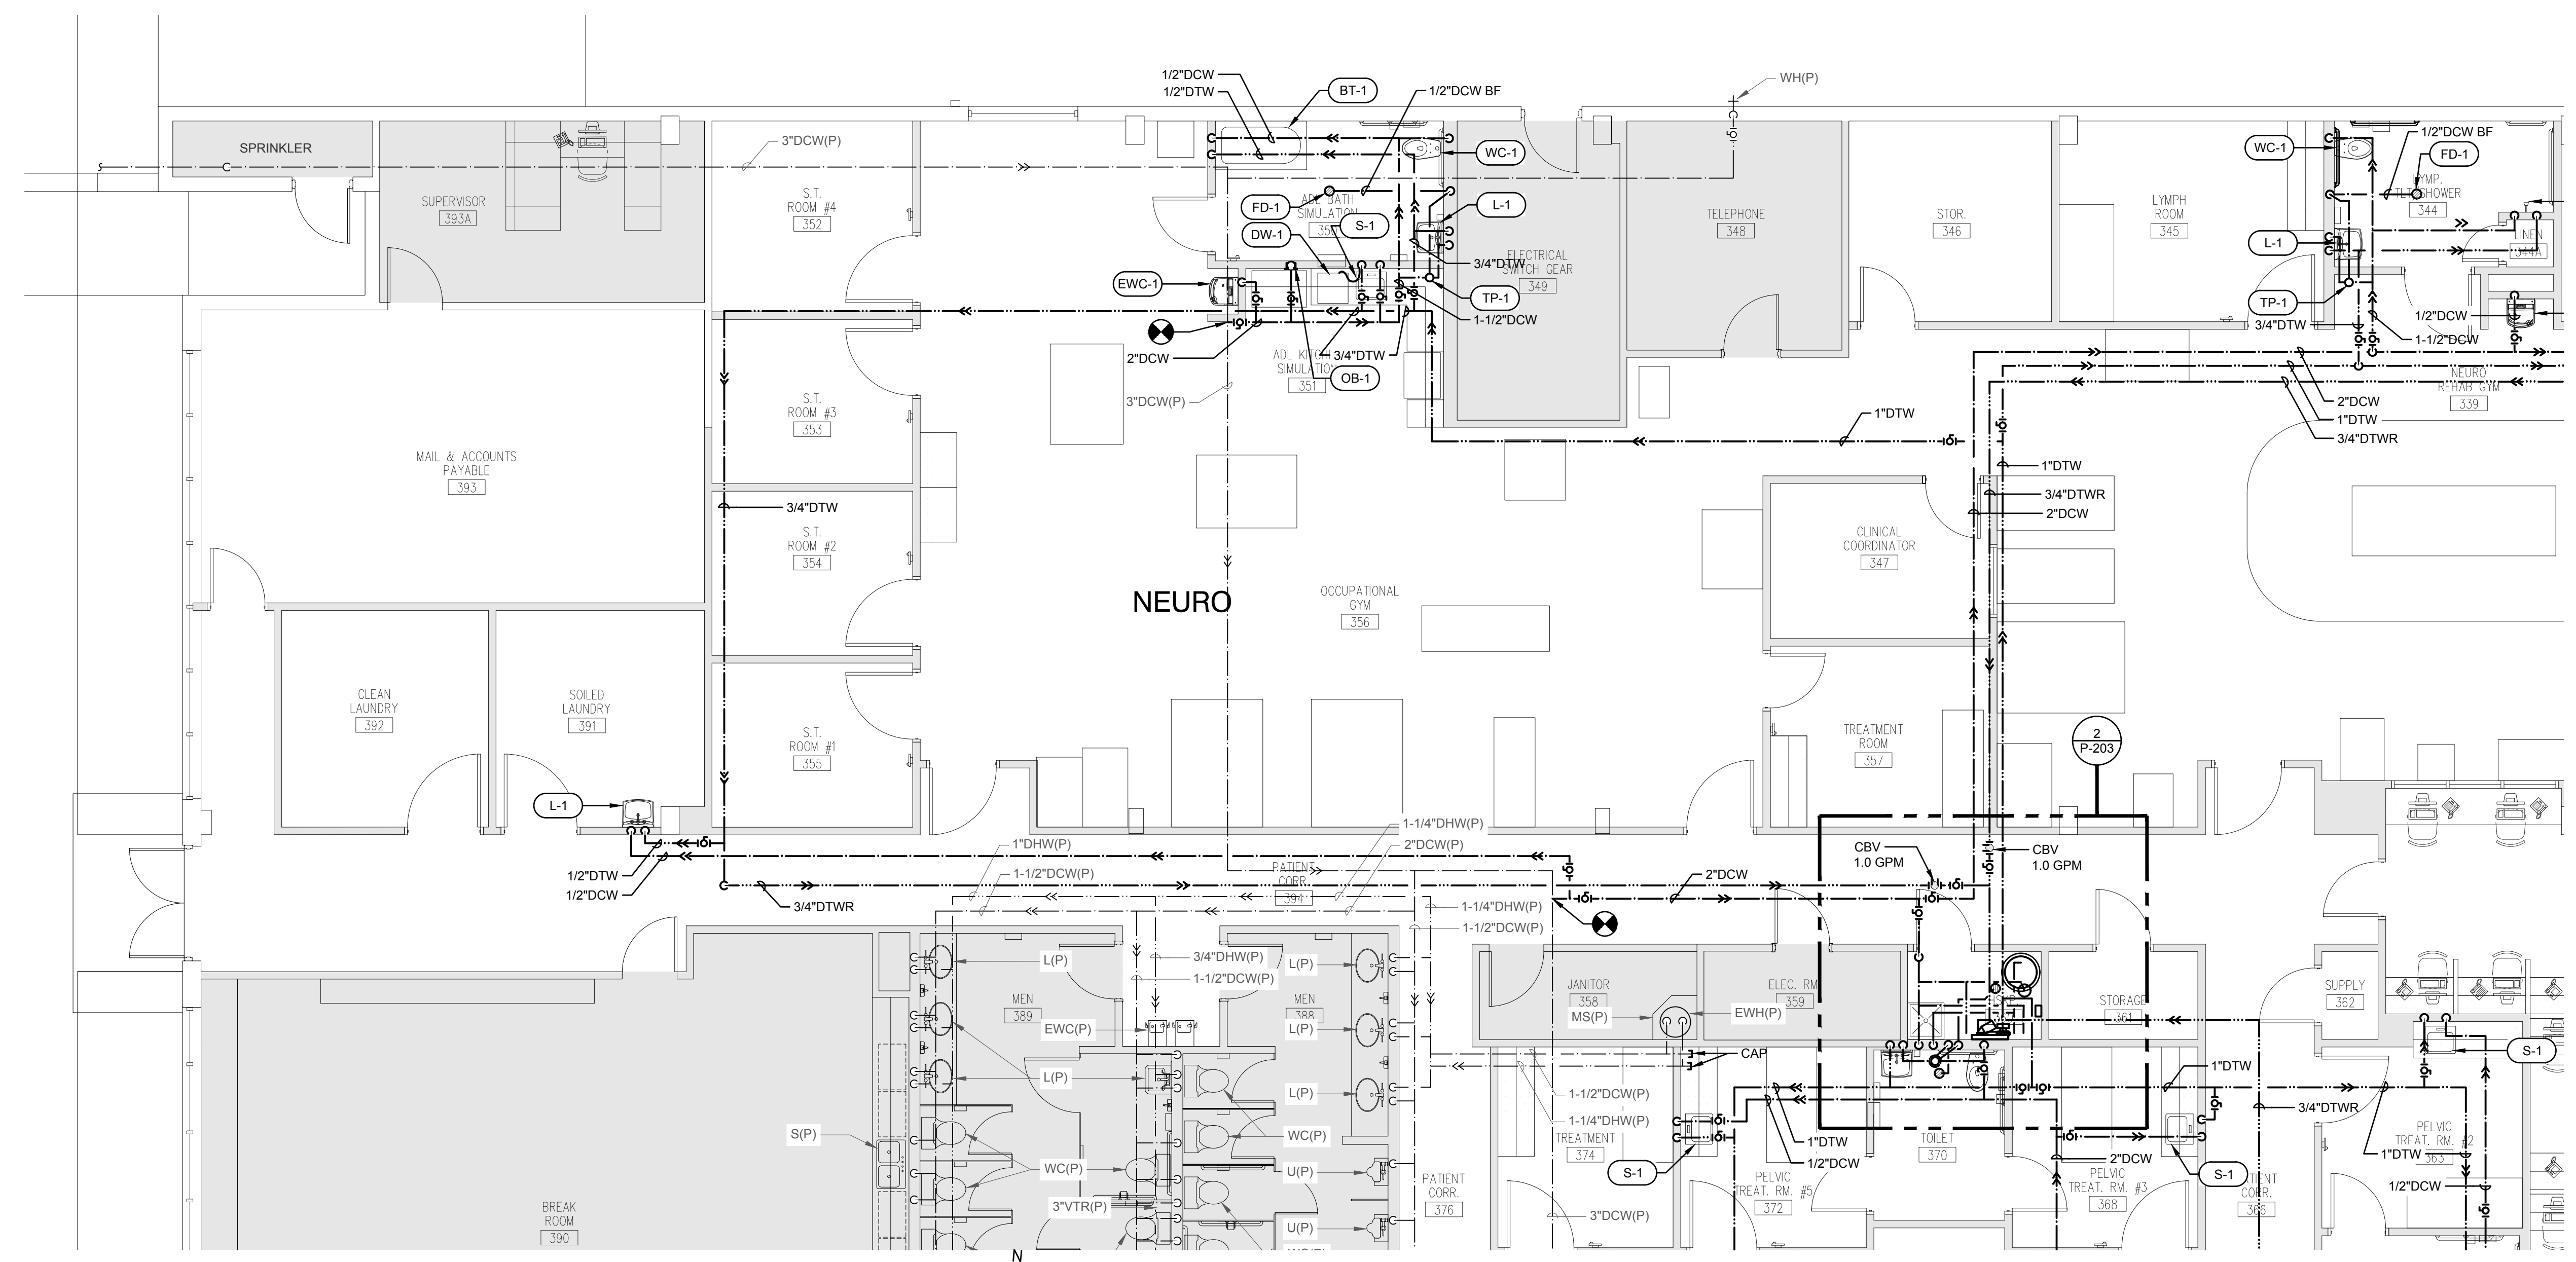 1/2"DCW
1/2"DTW
BT-1
1/2"DCW BF
WH(P)
SPRINKLER
3"DCW(P)
WC-1
WC-1
1/2"DCW BF
FD-1
SUPERVISOR
393A
S.T.
ROOM #4
352
FD-1
ADL BATH
SIMULATION
DW-1
S-1
L-1
TELEPHONE
348
STOR.
346
LYMPH
ROOM
345
344
L-1
LINEN
344A
3/4"DTW
ELECTRICAL
SWITCH GEAR
349
EWC-1
TP-1
1-1/2"DCW
TP-1
3/4"DTW
1/2"DCW
1-1/2"DCW
2"DCW
3/4"DTW
351
OB-1
3"DCW(P)
NEURO
REHAB GYM
339
2"DCW
1"DTW
3/4"DTWR
S.T.
ROOM #3
353
1"DTW
MAIL & ACCOUNTS
PAYABLE
393
1"DTW
3/4"DTWR
2"DCW
3/4"DTW
S.T.
ROOM #2
354
CLINICAL
COORDINATOR
347
NEURO
OCCUPATIONAL
GYM
356
CLEAN
LAUNDRY
392
SOILED
LAUNDRY
391
S.T.
ROOM #1
355
TREATMENT
ROOM
357
2
P-203
L-1
1-1/4"DHW(P)
2"DCW(P)
1"DHW(P)
1-1/2"DCW(P)
1/2"DTW
1/2"DCW
3/4"DTWR
PATIENT
CORR.
394
2"DCW
CBV
1.0 GPM
CBV
1.0 GPM
1-1/4"DHW(P)
1-1/2"DCW(P)
3/4"DHW(P)
1-1/2"DCW(P)
L(P)
L(P)
MEN
389
MEN
388
EWC(P)
L(P)
JANITOR
358
MS(P)
ELEC. RM
359
EWH(P)
STORAGE
361
SUPPLY
362
CAP
S-1
L(P)
L(P)
1-1/2"DCW(P)
1-1/4"DHW(P)
1"DTW
3/4"DTWR
S(P)
WC(P)
WC(P)
U(P)
TREATMENT
374
S-1
1"DTW
1/2"DCW
TOILET
370
2"DCW
S-1
PELVIC
TREAT. RM. #2
363
1"DTW
1/2"DCW
3"VTR(P)
U(P)
PATIENT
CORR.
376
3"DCW(P)
PELVIC
TREAT. RM. #5
372
PELVIC
TREAT. RM. #3
368
CORR.
366
BREAK
ROOM
390
N